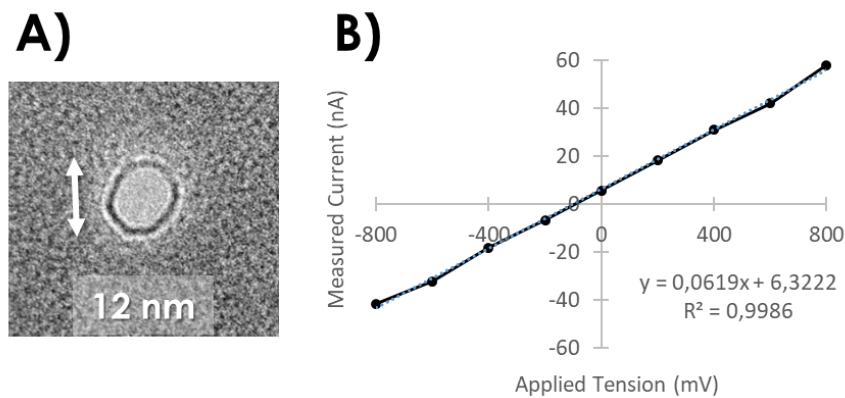 A)
B)
12 nm
Measured Current (nA)
60
40
20
0
-20
-40
-60
-800
-400
0
400
800
y = 0,0619x + 6,3222
R² = 0,9986
Applied Tension (mV)